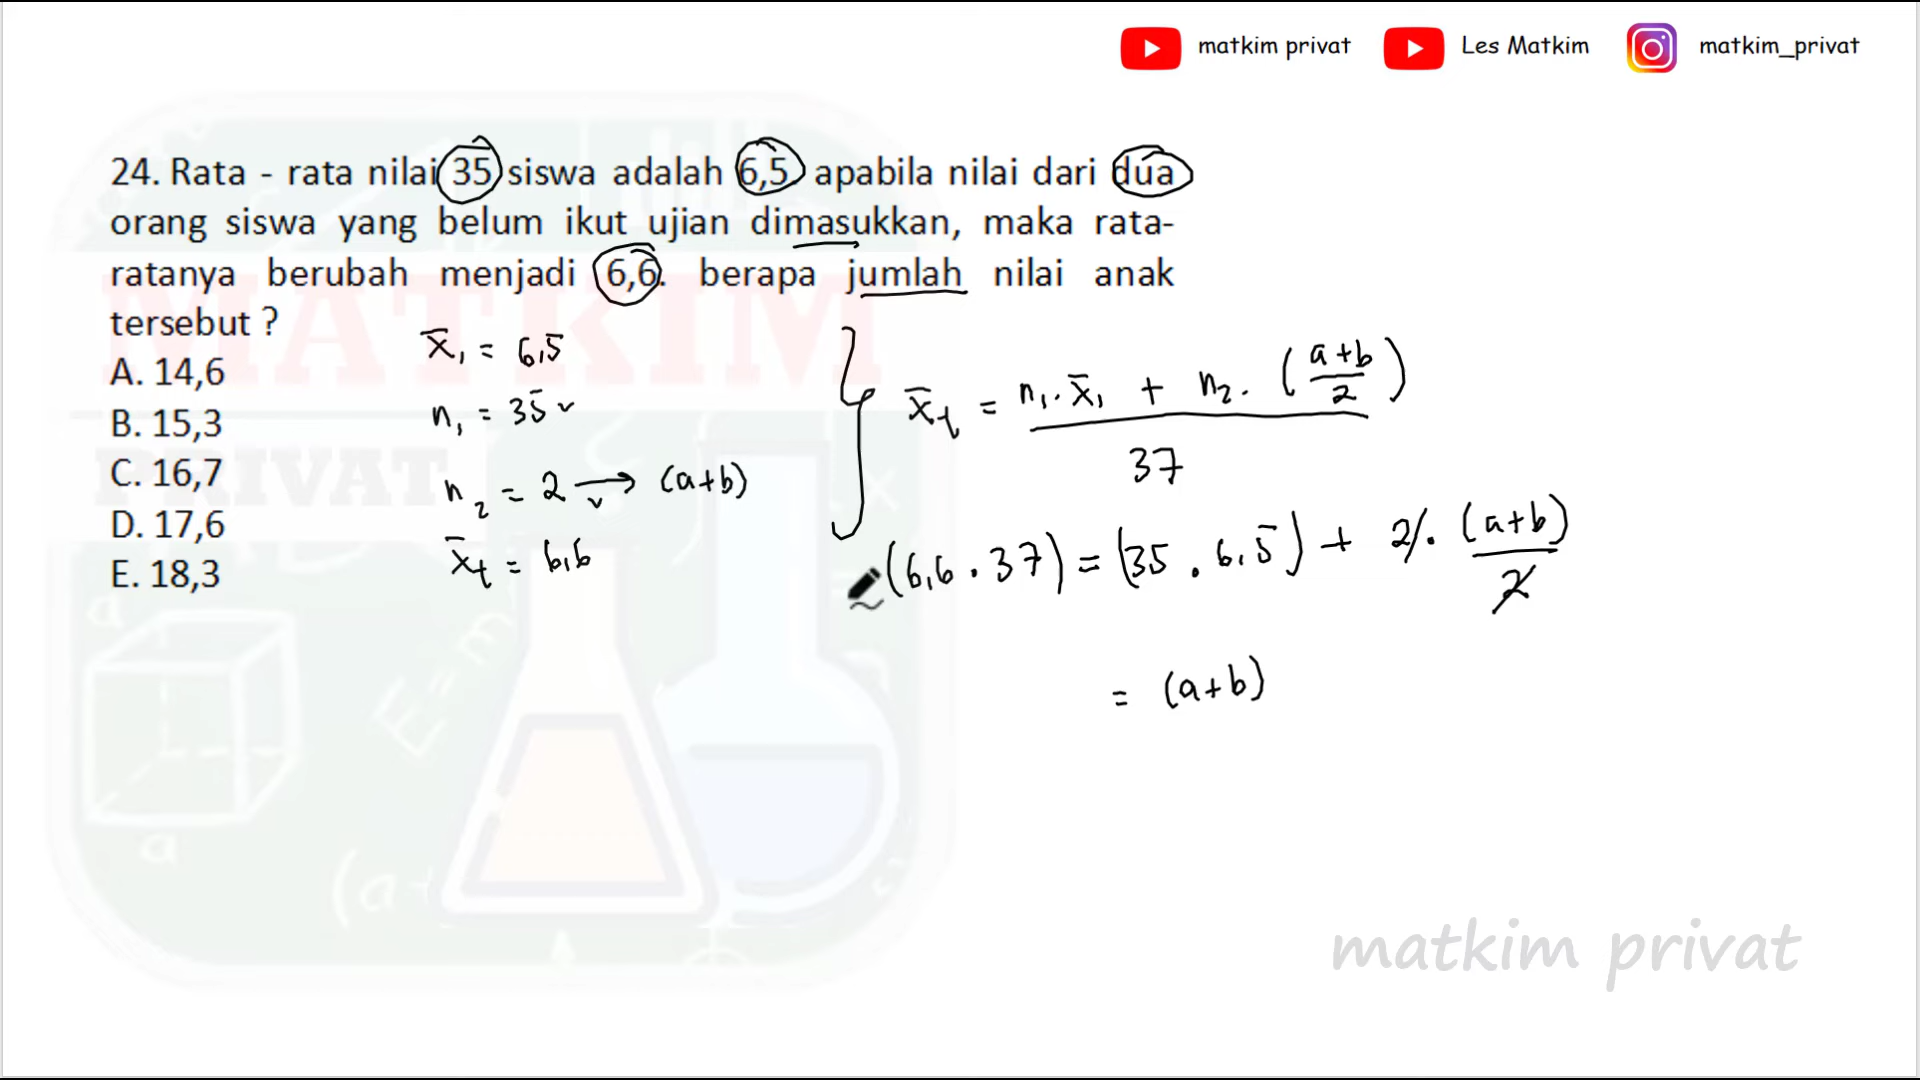 matkim privat Les Matkim matkim_privat
24. Rata - rata nilai 35 siswa adalah 6,5. apabila nilai dari dua
orang siswa yang belum ikut ujian dimasukkan, maka rata-
ratanya berubah menjadi 6,6. berapa jumlah nilai anak
tersebut ?
A. 14,6
B. 15,3
C. 16,7
D. 17,6
E. 18,3
x̄₁ = 6,5
n₁ = 35
n₂ = 2 → (a+b)
x̄t = 6,6
x̄t = n₁.x̄₁ + n₂.(a+b/2)
37
(6,6 . 37) = (35 . 6,5) + 2. (a+b)
2
= (a+b)
MATKIM
PRIVAT
E=m
a
a
(a+
matkim privat